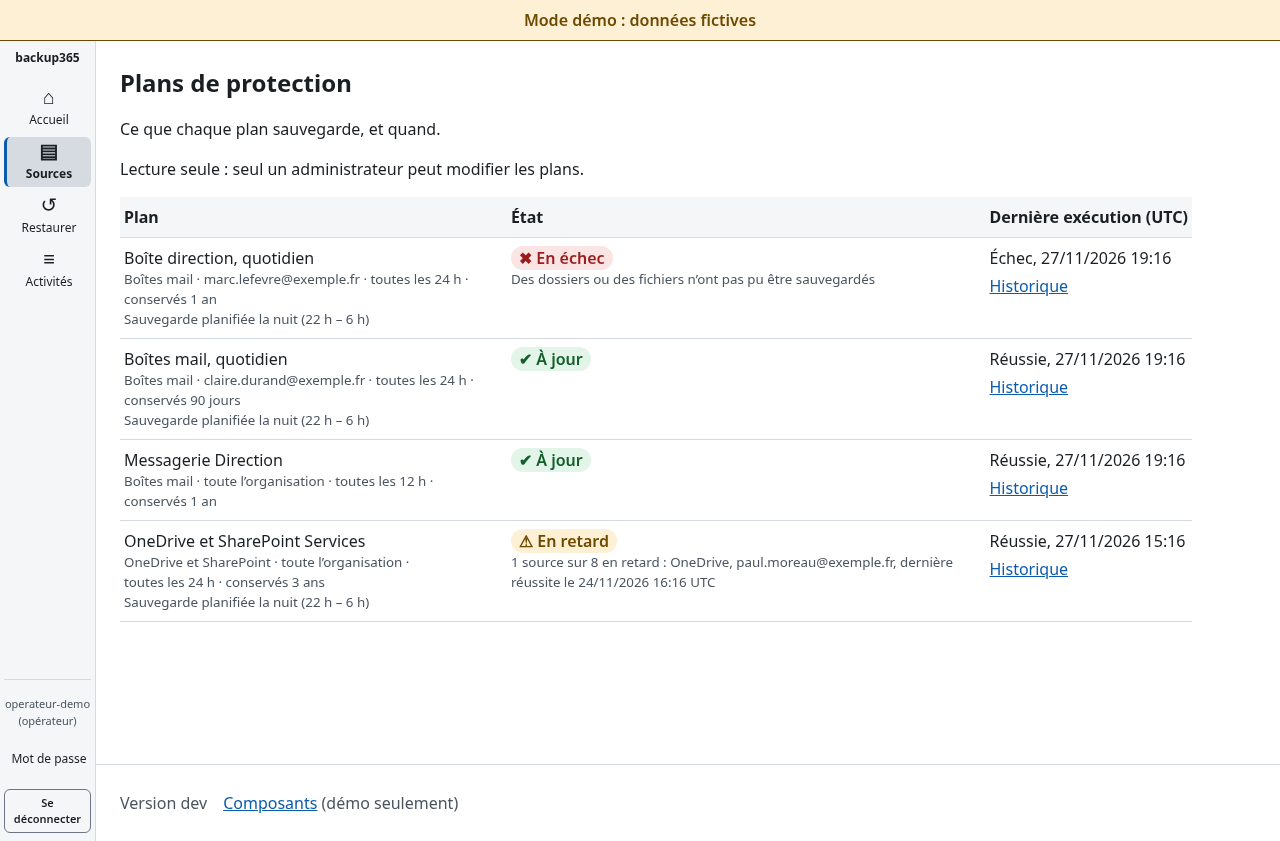 Mode démo : données fictives
backup365
Accueil
Sources
Restaurer
Activités
operateur-demo
(opérateur)
Mot de passe
Se
déconnecter
Plans de protection
Ce que chaque plan sauvegarde, et quand.
Lecture seule : seul un administrateur peut modifier les plans.
Plan État Dernière exécution (UTC)
Boîte direction, quotidien
Boîtes mail · marc.lefevre@exemple.fr · toutes les 24 h ·
conservés 1 an
Sauvegarde planifiée la nuit (22 h – 6 h)
✖ En échec
Des dossiers ou des fichiers n’ont pas pu être sauvegardés
Échec, 27/11/2026 19:16
Historique
Boîtes mail, quotidien
Boîtes mail · claire.durand@exemple.fr · toutes les 24 h ·
conservés 90 jours
Sauvegarde planifiée la nuit (22 h – 6 h)
✔ À jour
Réussie, 27/11/2026 19:16
Historique
Messagerie Direction
Boîtes mail · toute l’organisation · toutes les 12 h ·
conservés 1 an
✔ À jour
Réussie, 27/11/2026 19:16
Historique
OneDrive et SharePoint Services
OneDrive et SharePoint · toute l’organisation ·
toutes les 24 h · conservés 3 ans
Sauvegarde planifiée la nuit (22 h – 6 h)
⚠ En retard
1 source sur 8 en retard : OneDrive, paul.moreau@exemple.fr, dernière
réussite le 24/11/2026 16:16 UTC
Réussie, 27/11/2026 15:16
Historique
Version dev Composants (démo seulement)